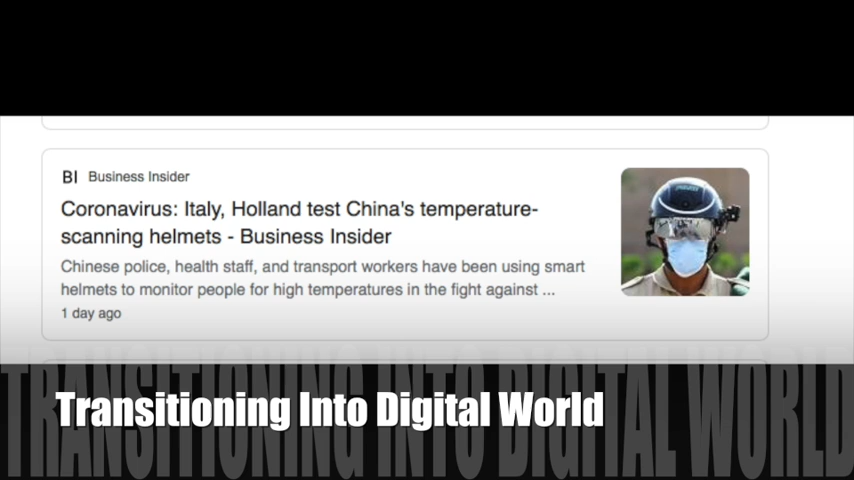 BI Business Insider
Coronavirus: Italy, Holland test China's temperature-
scanning helmets - Business Insider
Chinese police, health staff, and transport workers have been using smart
helmets to monitor people for high temperatures in the fight against ...
1 day ago
TRANSITIONING INTO DIGITAL WORLD
Transitioning Into Digital World